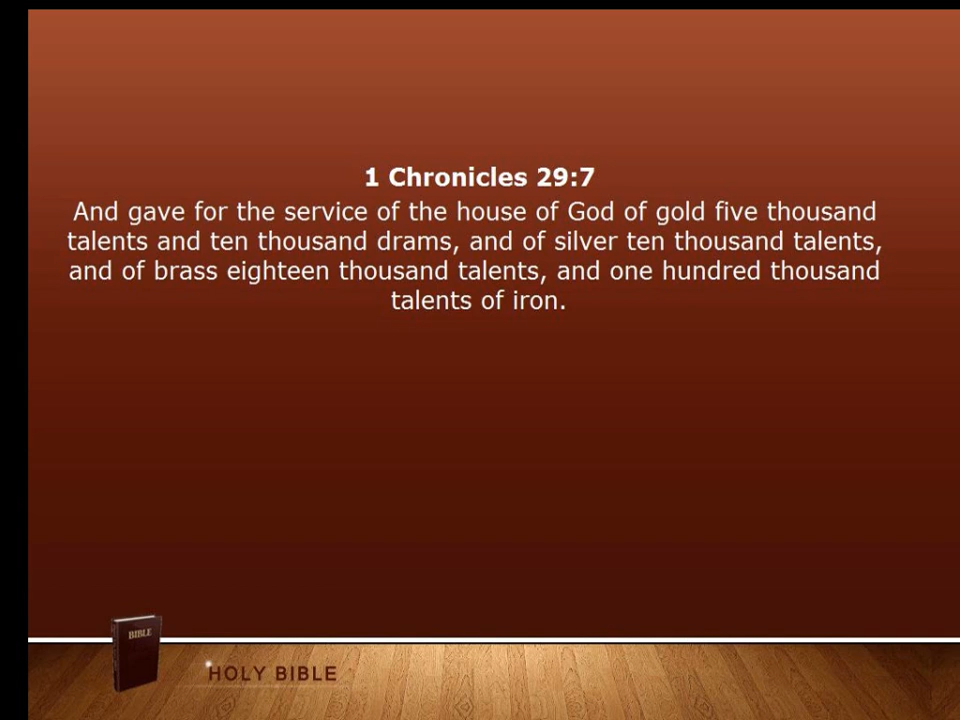 1 Chronicles 29:7
And gave for the service of the house of God of gold five thousand
talents and ten thousand drams, and of silver ten thousand talents,
and of brass eighteen thousand talents, and one hundred thousand
talents of iron.
BIBLE
HOLY BIBLE